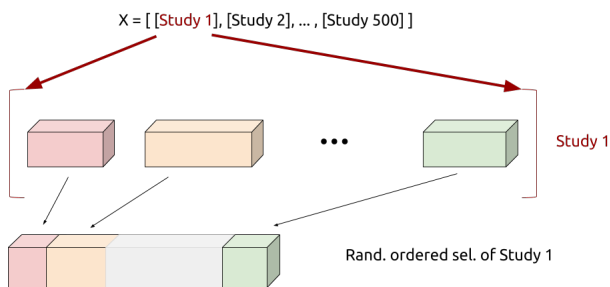 X = [ [Study 1], [Study 2], ... , [Study 500] ]
Study 1
Rand. ordered sel. of Study 1